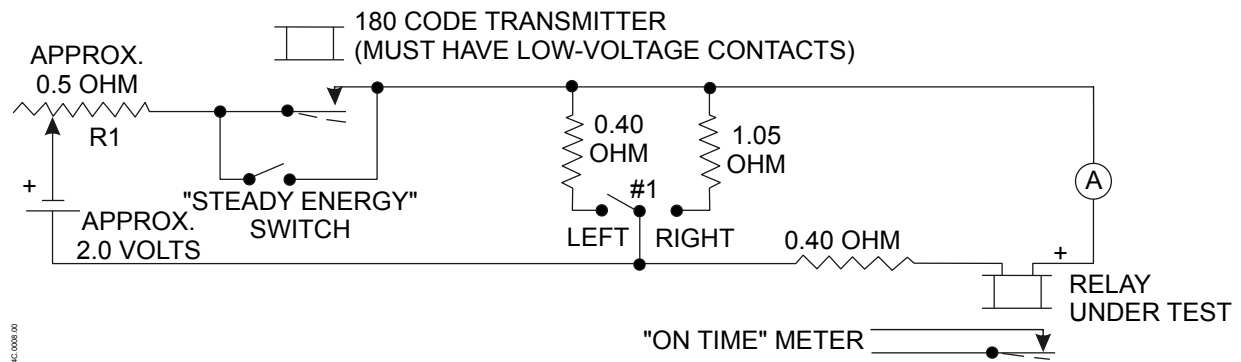 180 CODE TRANSMITTER
(MUST HAVE LOW-VOLTAGE CONTACTS)
APPROX.
0.5 OHM
R1
+
APPROX.
2.0 VOLTS
"STEADY ENERGY"
SWITCH
0.40
OHM
1.05
OHM
#1
LEFT
RIGHT
A
0.40 OHM
+
RELAY
UNDER TEST
"ON TIME" METER